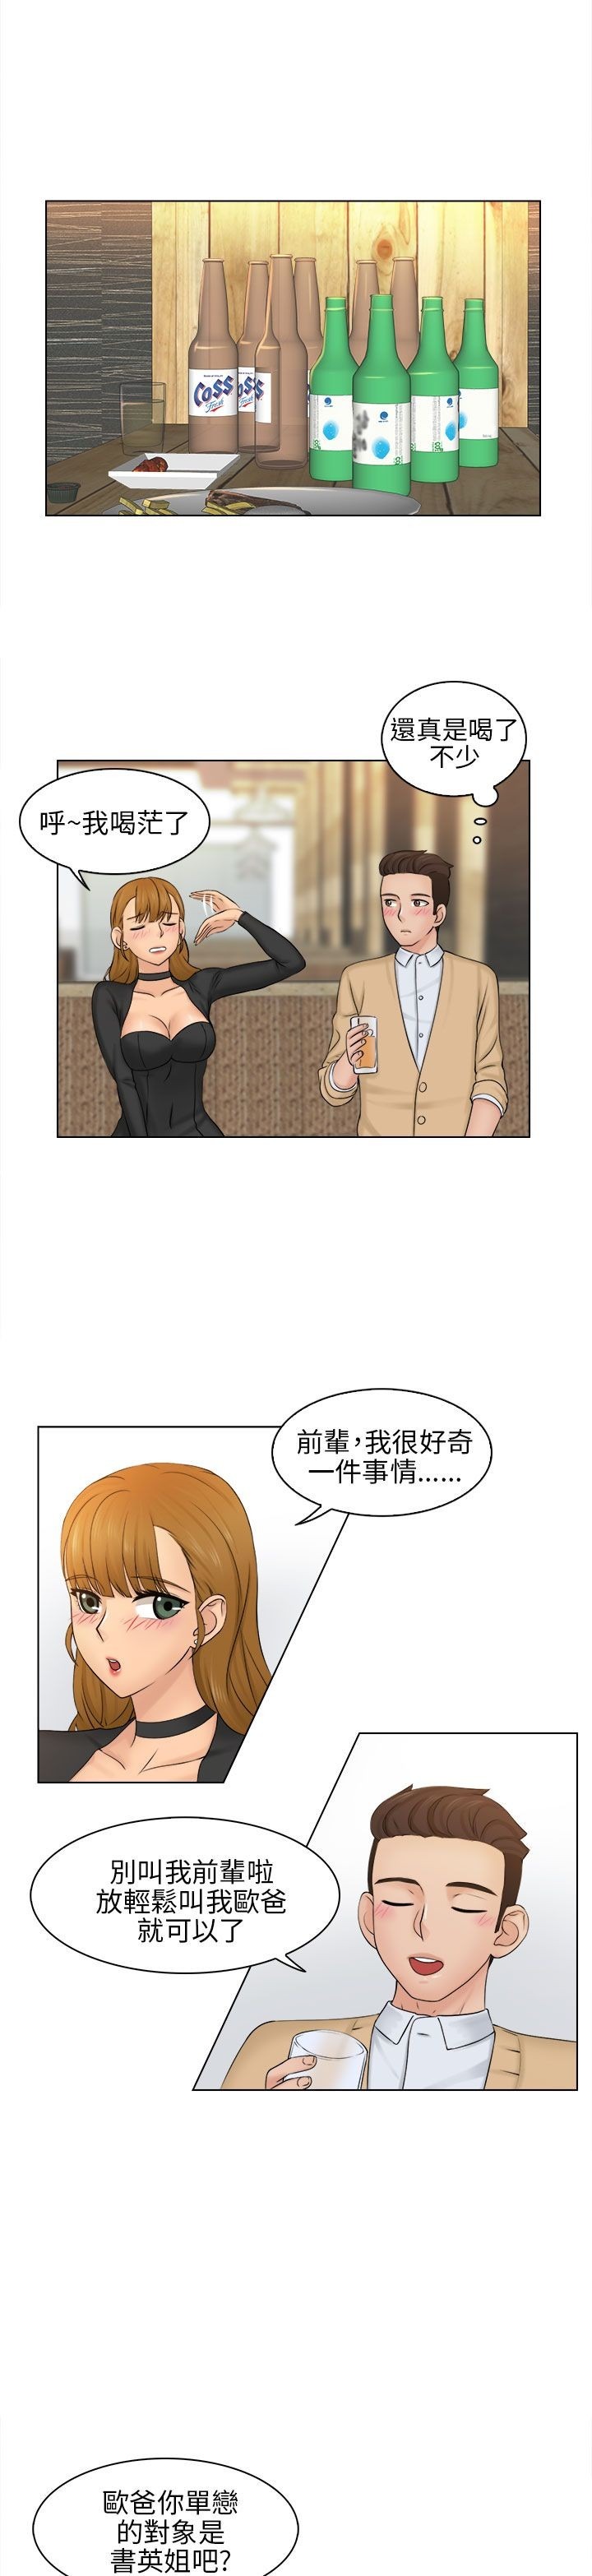 Cass
Fresh
還真是喝了
不少
呼~我喝茫了
前輩，我很好奇
一件事情……
別叫我前輩啦
放輕鬆叫我歐爸
就可以了
歐爸你單戀
的對象是
書英姐吧?